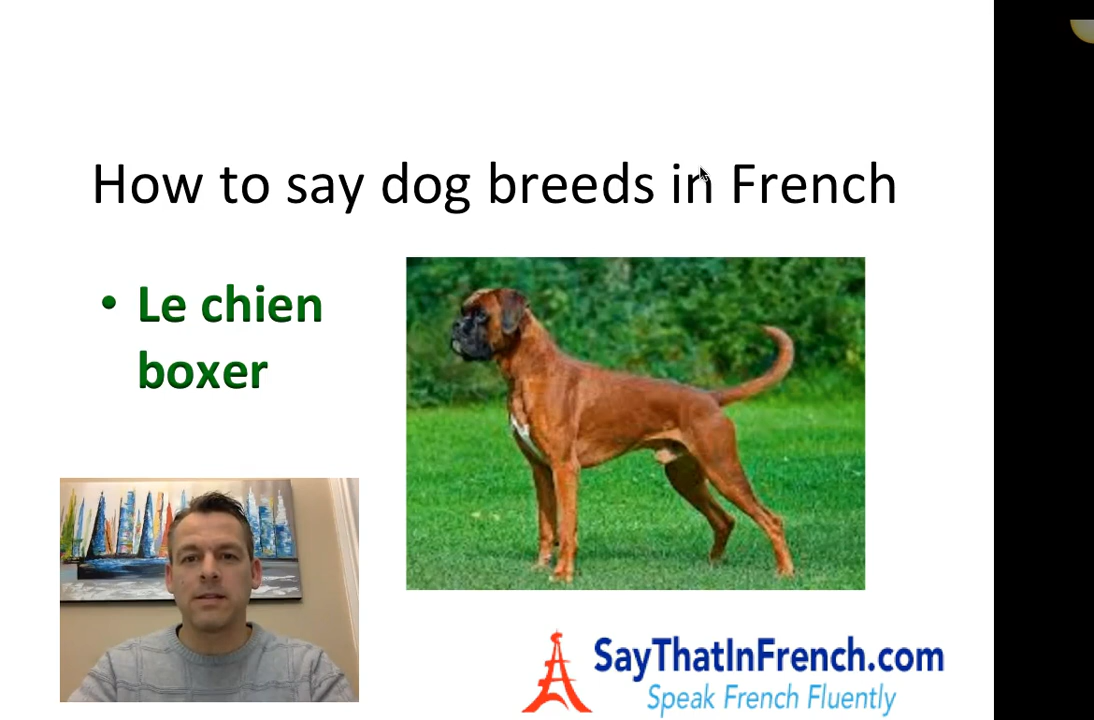 How to say dog breeds in French
• Le chien
boxer
SayThatInFrench.com
Speak French Fluently